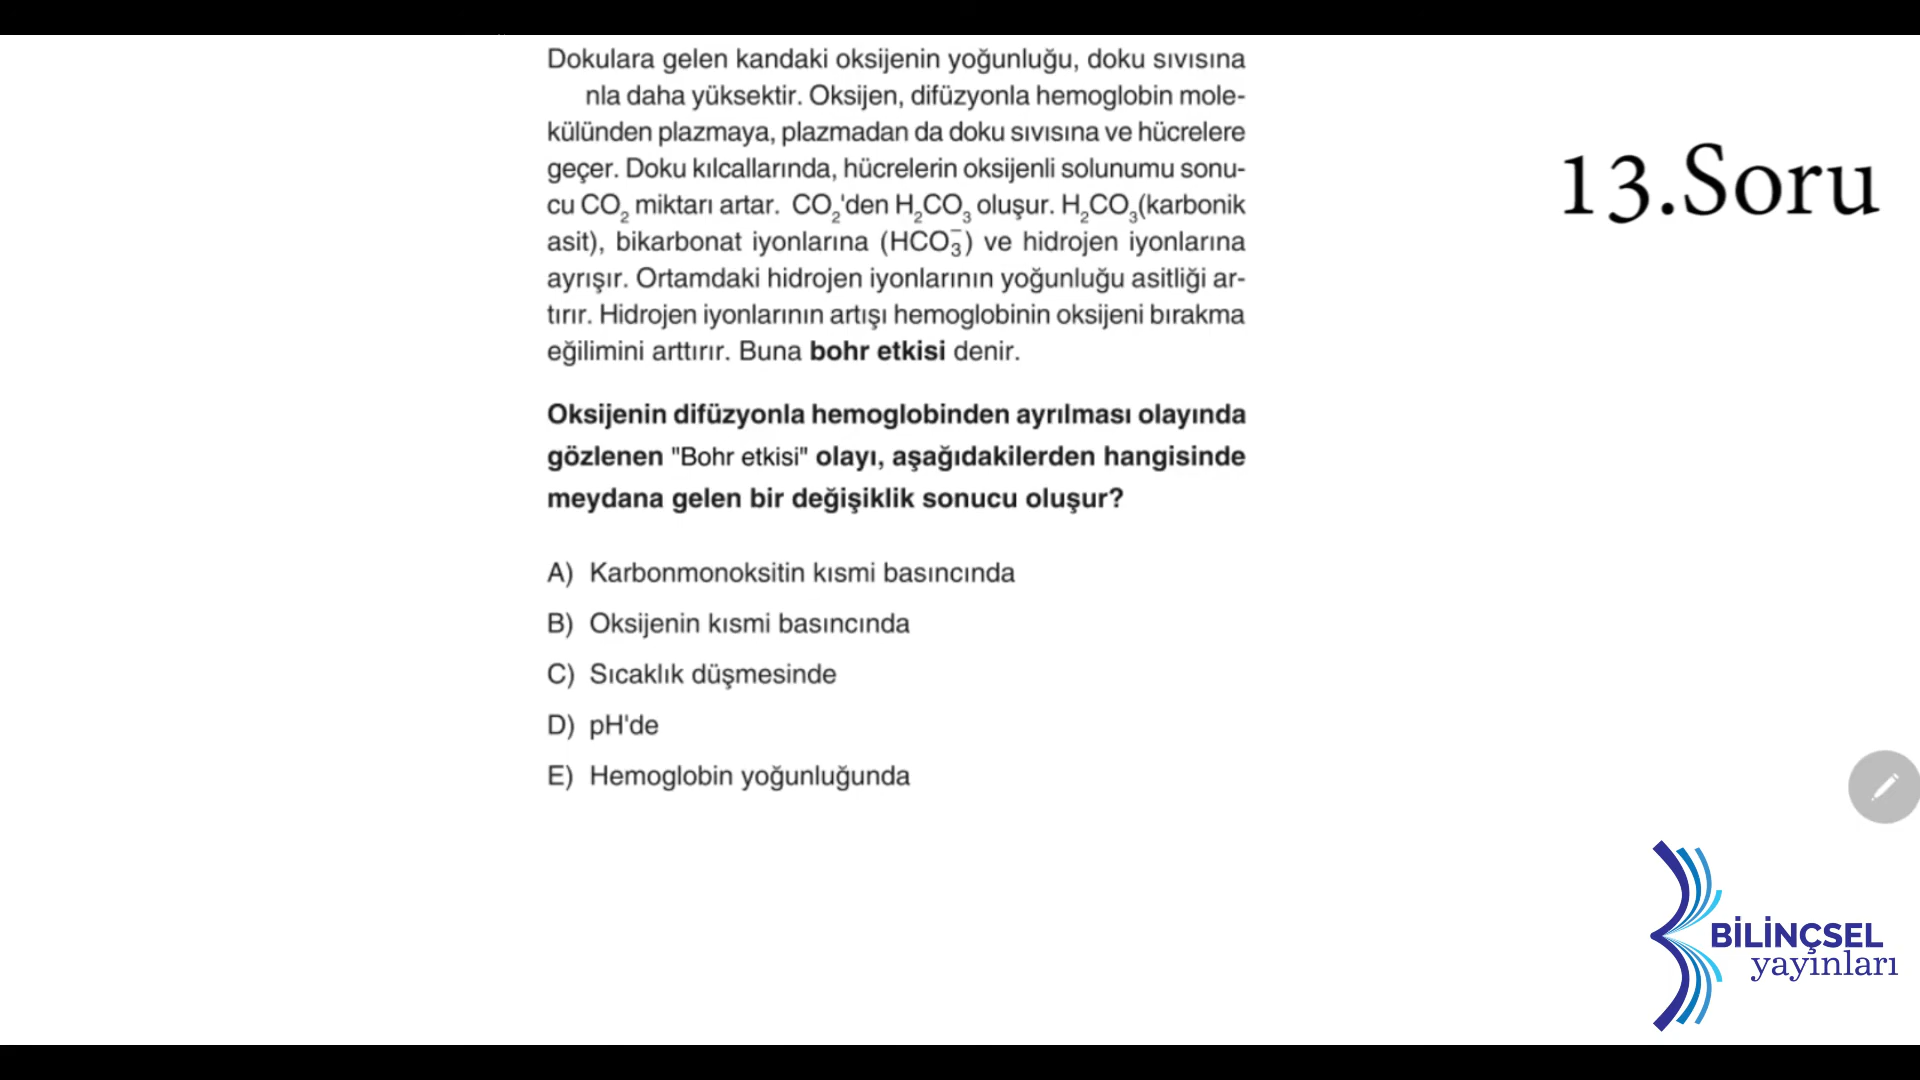 Dokulara gelen kandaki oksijenin yoğunluğu, doku sıvısına
nla daha yüksektir. Oksijen, difüzyonla hemoglobin mole-
külünden plazmaya, plazmadan da doku sıvısına ve hücrelere
geçer. Doku kılcallarında, hücrelerin oksijenli solunumu sonu-
cu CO₂ miktarı artar. CO₂'den H₂CO₃ oluşur. H₂CO₃(karbonik
asit), bikarbonat iyonlarına (HCO₃⁻) ve hidrojen iyonlarına
ayrışır. Ortamdaki hidrojen iyonlarının yoğunluğu asitliği ar-
tırır. Hidrojen iyonlarının artışı hemoglobinin oksijeni bırakma
eğilimini arttırır. Buna bohr etkisi denir.
Oksijenin difüzyonla hemoglobinden ayrılması olayında
gözlenen "Bohr etkisi" olayı, aşağıdakilerden hangisinde
meydana gelen bir değişiklik sonucu oluşur?
A) Karbonmonoksitin kısmi basıncında
B) Oksijenin kısmi basıncında
C) Sıcaklık düşmesinde
D) pH'de
E) Hemoglobin yoğunluğunda
13.Soru
BİLİNÇSEL
yayınları